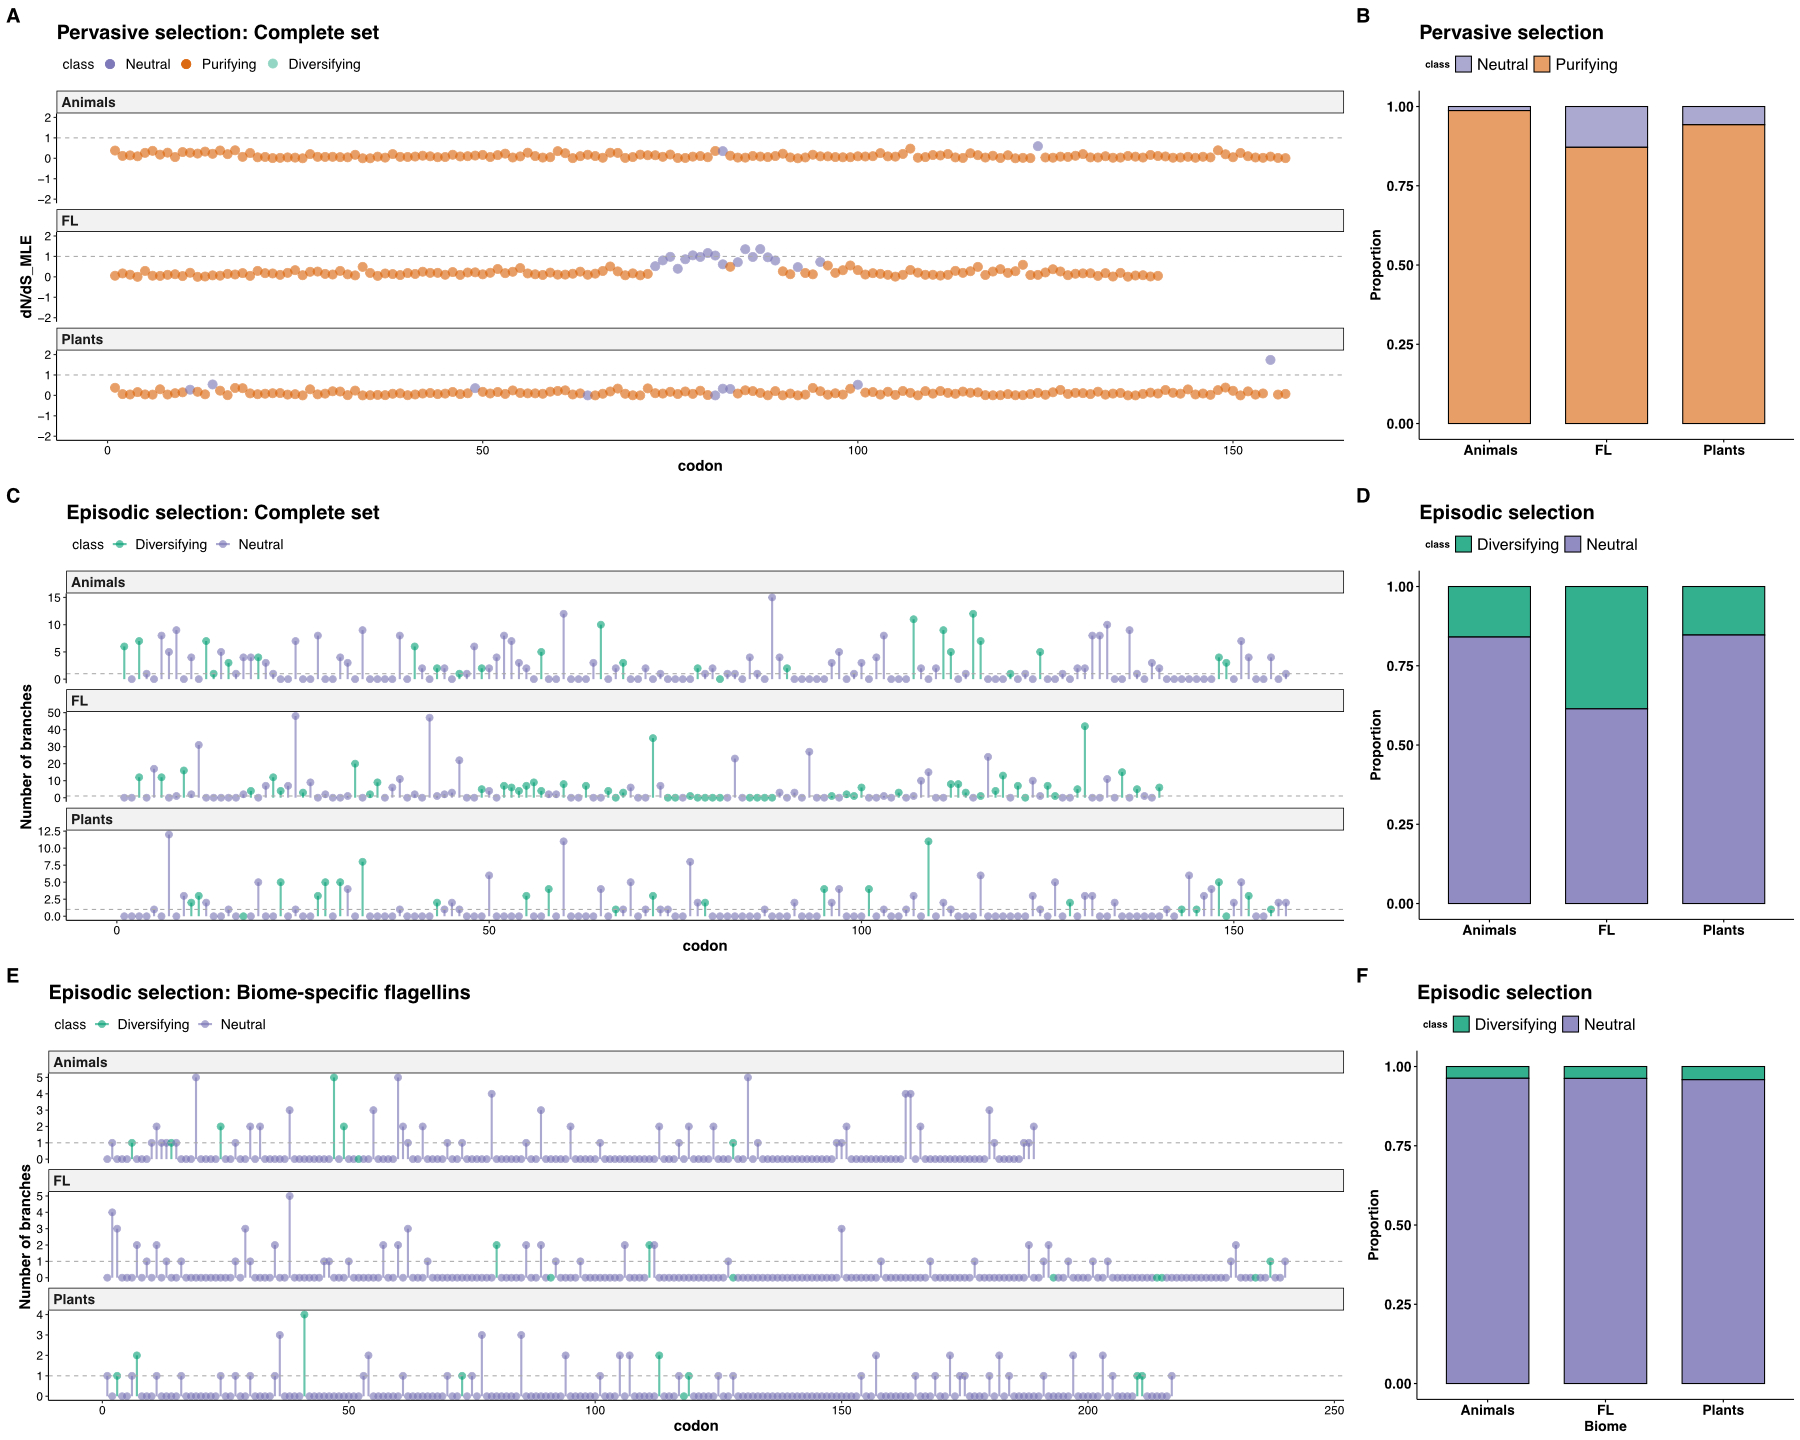 A
Pervasive selection: Complete set
class Neutral Purifying Diversifying
Animals
2
1
0
−1
−2
FL
2
1
0
−1
−2
Plants
2
1
0
−1
−2
dN/dS_MLE
0 50 100 150
codon
B
Pervasive selection
class Neutral Purifying
1.00
0.75
0.50
0.25
0.00
Proportion
Animals FL Plants
C
Episodic selection: Complete set
class Diversifying Neutral
Animals
15
10
5
0
FL
50
40
30
20
10
0
Plants
12.5
10.0
7.5
5.0
2.5
0.0
Number of branches
0 50 100 150
codon
D
Episodic selection
class Diversifying Neutral
1.00
0.75
0.50
0.25
0.00
Proportion
Animals FL Plants
E
Episodic selection: Biome-specific flagellins
class Diversifying Neutral
Animals
5
4
3
2
1
0
FL
5
4
3
2
1
0
Plants
4
3
2
1
0
Number of branches
0 50 100 150 200 250
codon
F
Episodic selection
class Diversifying Neutral
1.00
0.75
0.50
0.25
0.00
Proportion
Animals FL Plants
Biome